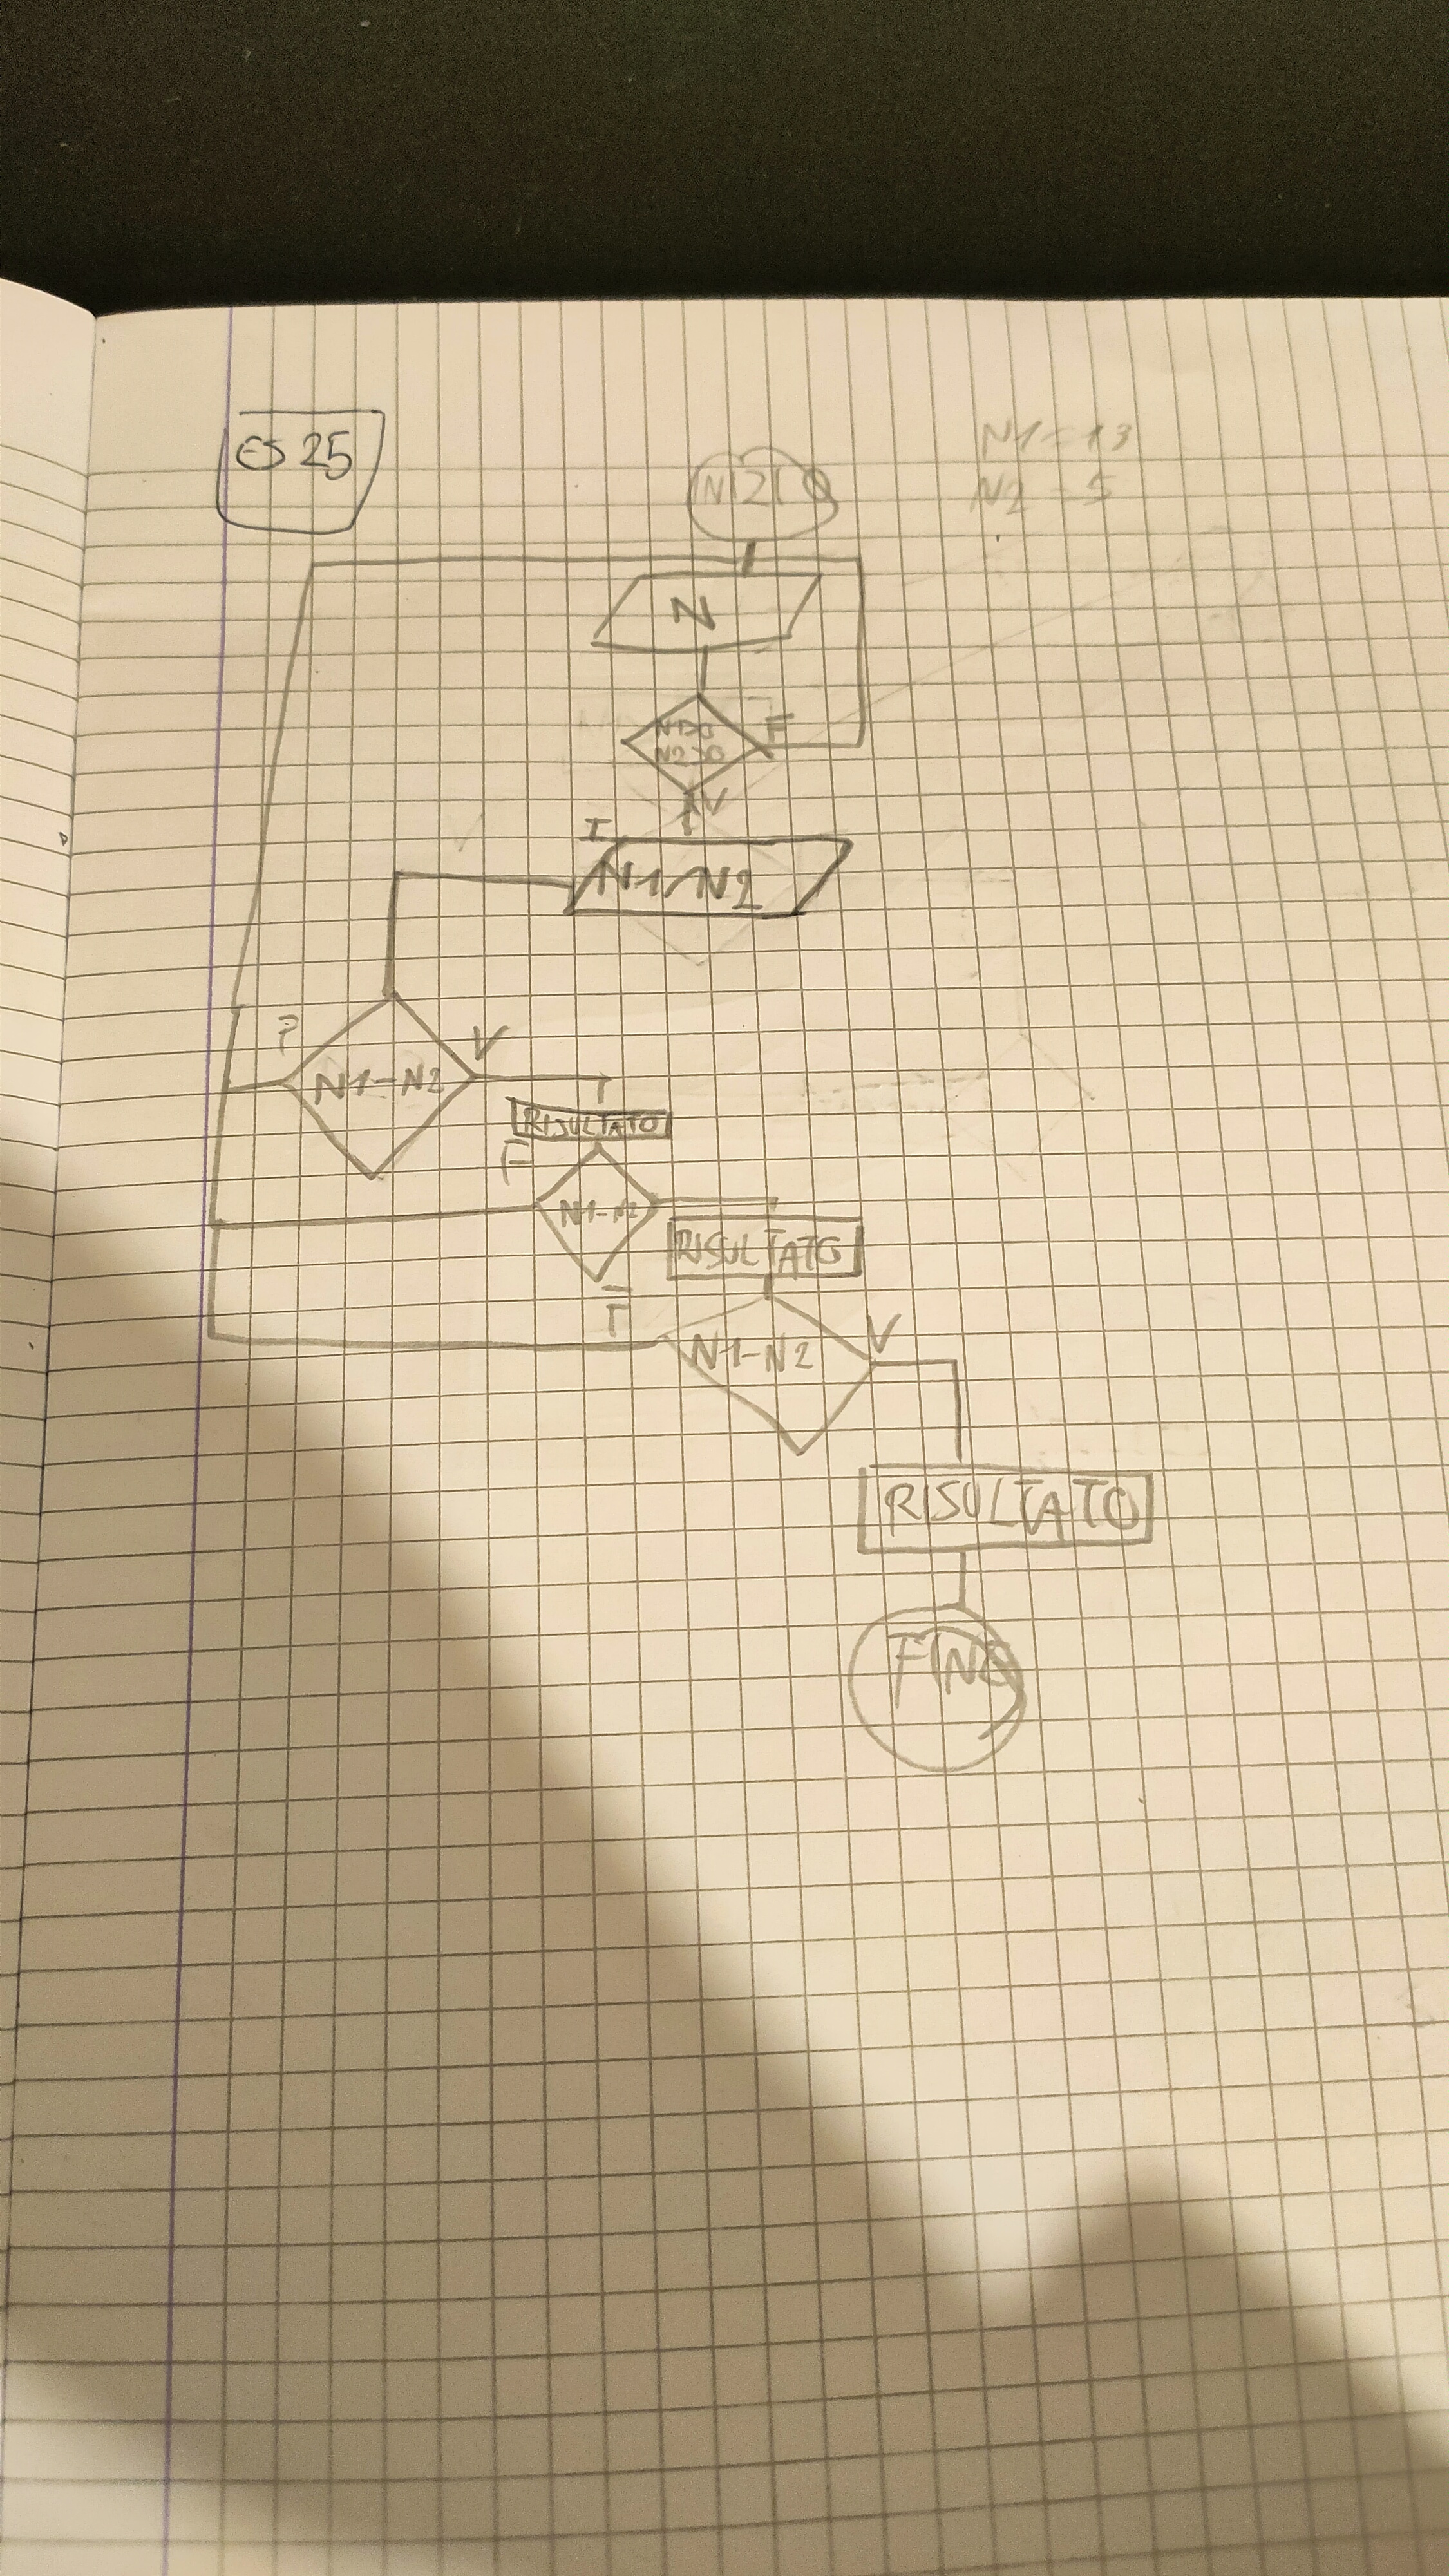 ES 25
N1=13
N2=5
INIZIO
N
N1>0
N2>0
F
V
I
N1,N2
F
V
N1-N2
RISULTATO
F
N1-N2
RISULTATO
F
N1-N2
V
RISULTATO
FINE